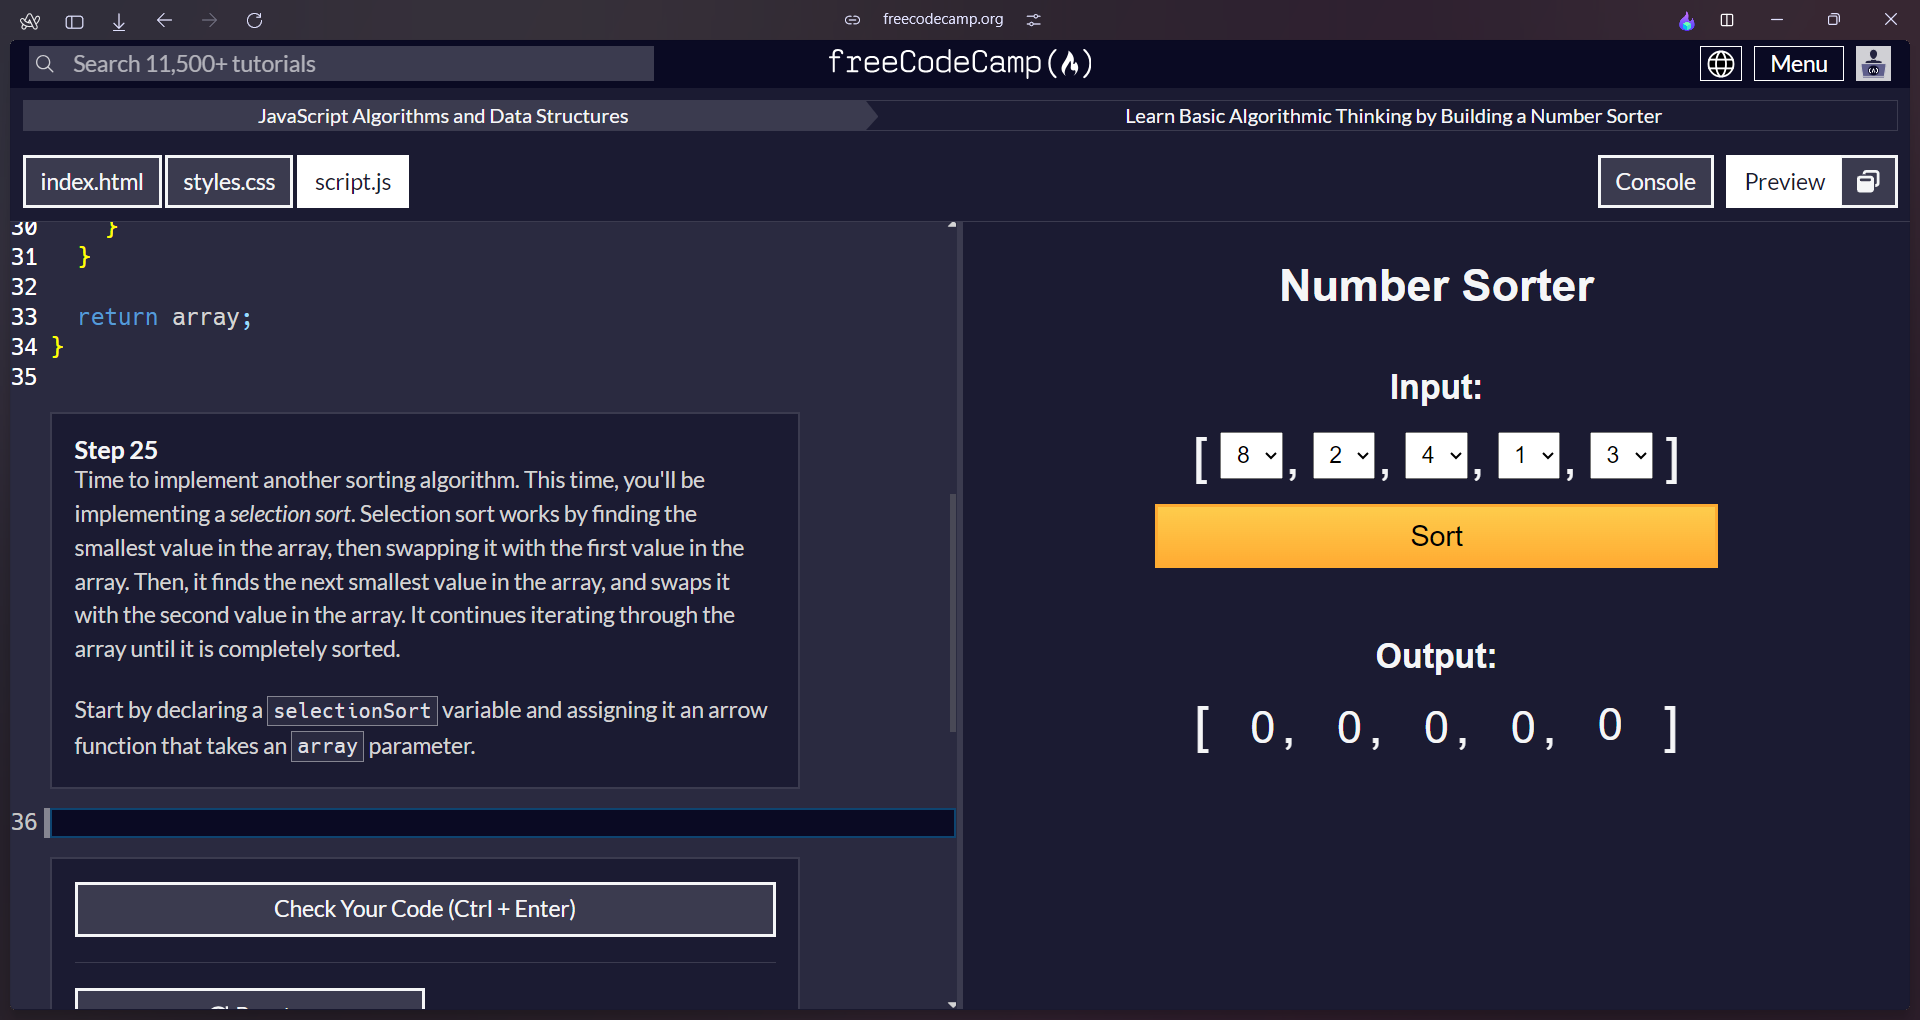 freecodecamp.org
Search 11,500+ tutorials
freeCodeCamp
Menu
JavaScript Algorithms and Data Structures
Learn Basic Algorithmic Thinking by Building a Number Sorter
index.html
styles.css
script.js
Console
Preview
30 }
31 }
32
33 return array;
34 }
35
Step 25
Time to implement another sorting algorithm. This time, you'll be
implementing a selection sort. Selection sort works by finding the
smallest value in the array, then swapping it with the first value in the
array. Then, it finds the next smallest value in the array, and swaps it
with the second value in the array. It continues iterating through the
array until it is completely sorted.
Start by declaring a selectionSort variable and assigning it an arrow
function that takes an array parameter.
36
Check Your Code (Ctrl + Enter)
Number Sorter
Input:
[ 8, 2, 4, 1, 3 ]
Sort
Output:
[ 0, 0, 0, 0, 0 ]